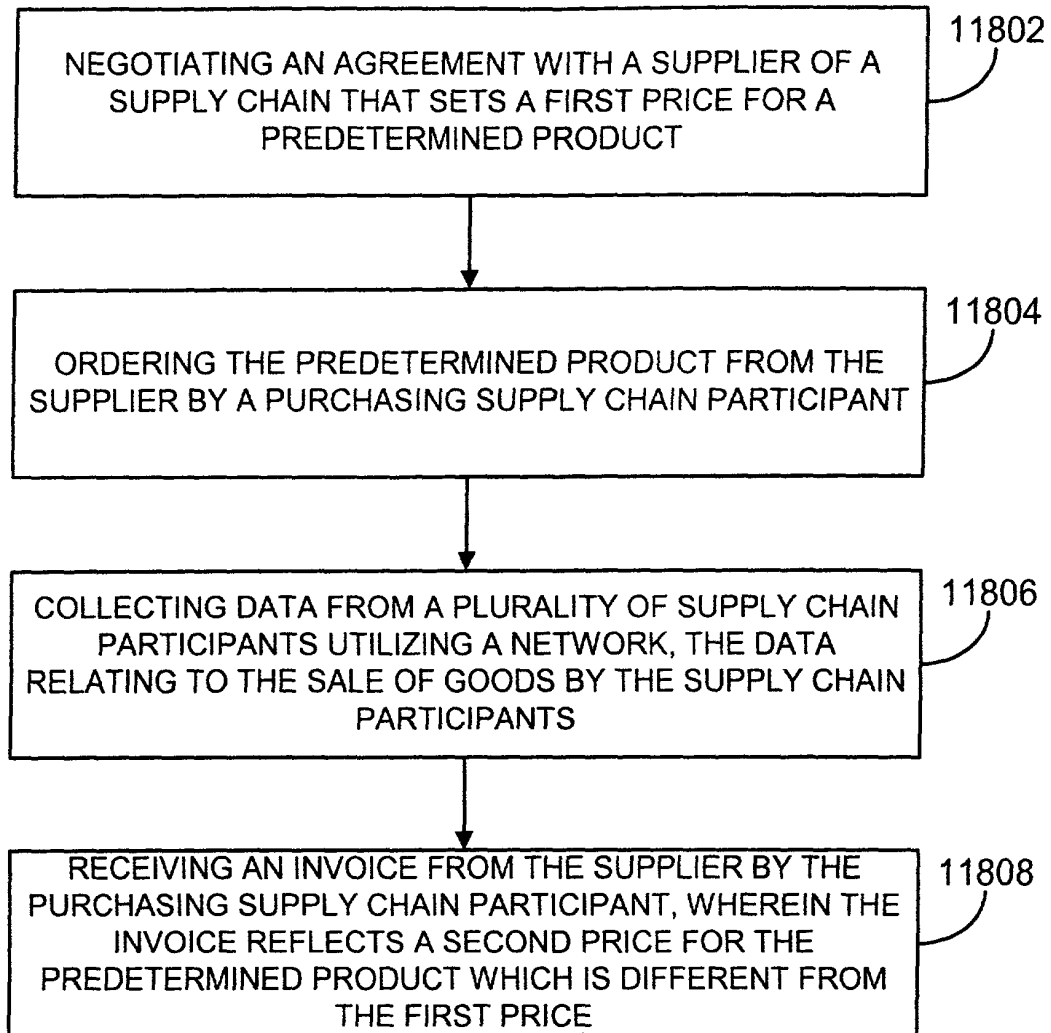 11802
NEGOTIATING AN AGREEMENT WITH A SUPPLIER OF A
SUPPLY CHAIN THAT SETS A FIRST PRICE FOR A
PREDETERMINED PRODUCT
11804
ORDERING THE PREDETERMINED PRODUCT FROM THE
SUPPLIER BY A PURCHASING SUPPLY CHAIN PARTICIPANT
11806
COLLECTING DATA FROM A PLURALITY OF SUPPLY CHAIN
PARTICIPANTS UTILIZING A NETWORK, THE DATA
RELATING TO THE SALE OF GOODS BY THE SUPPLY CHAIN
PARTICIPANTS
11808
RECEIVING AN INVOICE FROM THE SUPPLIER BY THE
PURCHASING SUPPLY CHAIN PARTICIPANT, WHEREIN THE
INVOICE REFLECTS A SECOND PRICE FOR THE
PREDETERMINED PRODUCT WHICH IS DIFFERENT FROM
THE FIRST PRICE